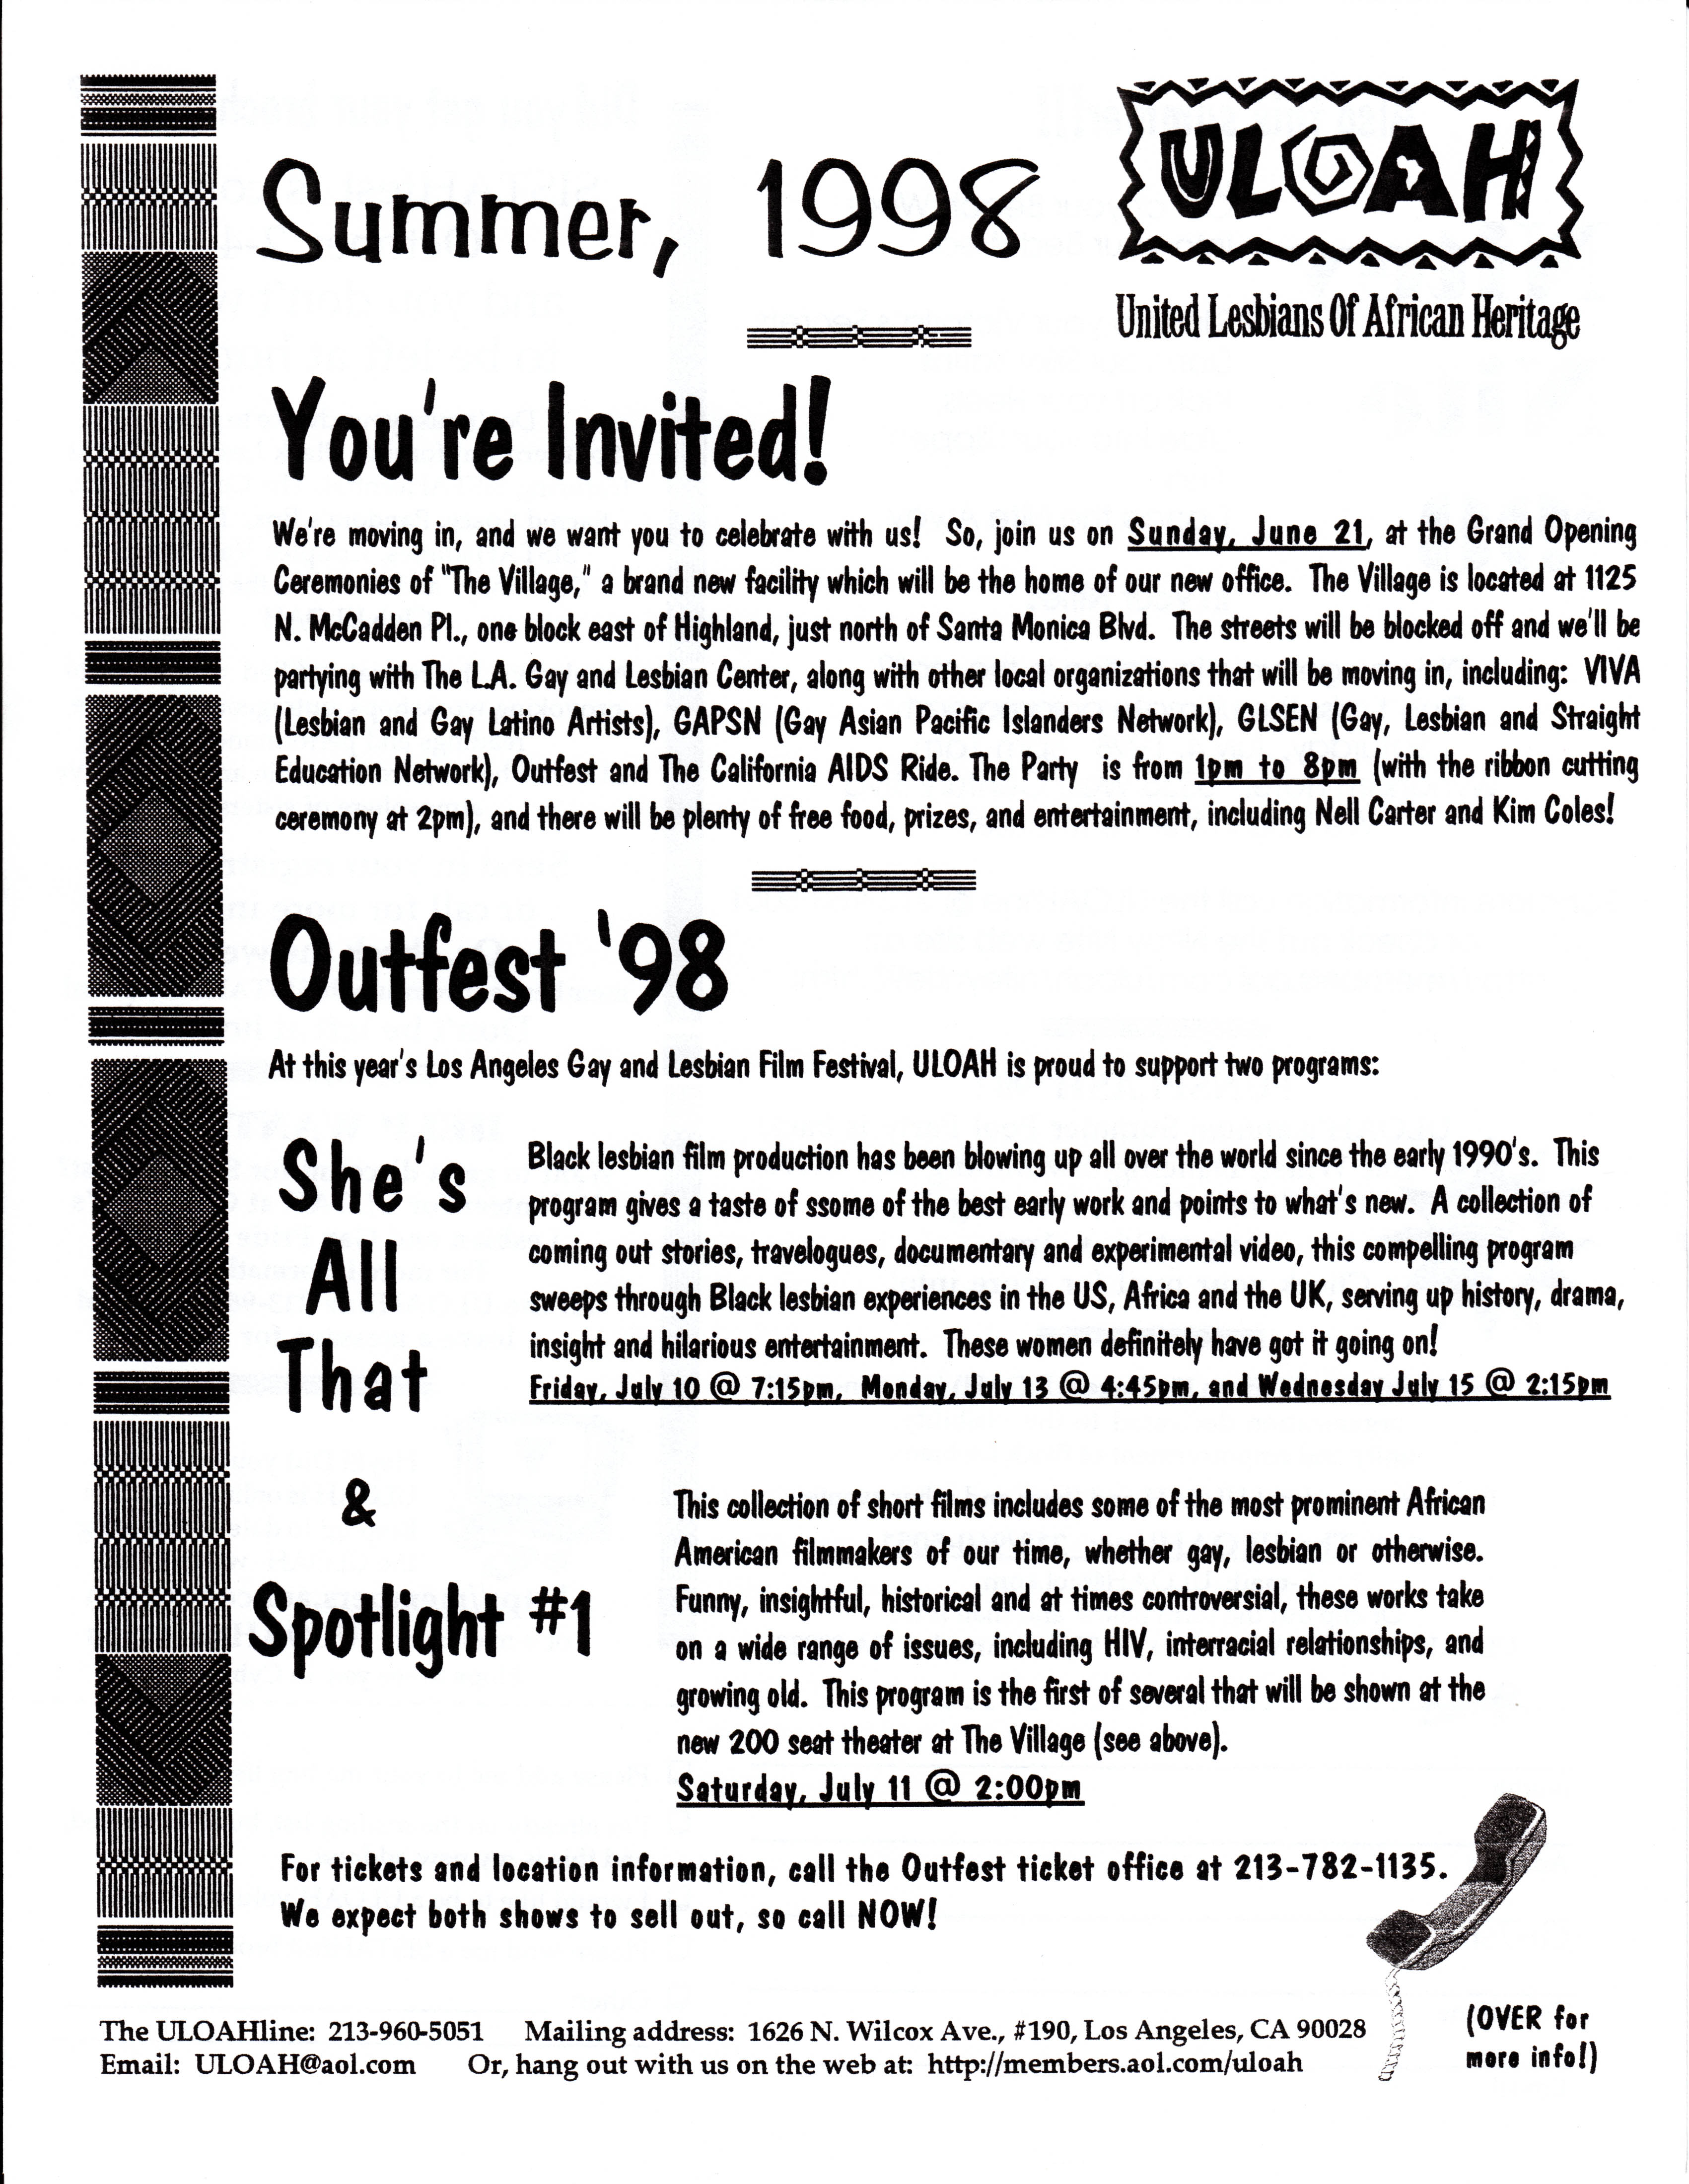 Summer, 1998
ULOAH
United Lesbians Of African Heritage
You're Invited!
We're moving in, and we want you to celebrate with us! So, join us on Sunday, June 21, at the Grand Opening
Ceremonies of "The Village," a brand new facility which will be the home of our new office. The Village is located at 1125
N. McCadden Pl., one block east of Highland, just north of Santa Monica Blvd. The streets will be blocked off and we'll be
partying with The L.A. Gay and Lesbian Center, along with other local organizations that will be moving in, including: VIVA
(Lesbian and Gay Latino Artists), GAPSN (Gay Asian Pacific Islanders Network), GLSEN (Gay, Lesbian and Straight
Education Network), Outfest and The California AIDS Ride. The Party is from 1pm to 8pm (with the ribbon cutting
ceremony at 2pm), and there will be plenty of free food, prizes, and entertainment, including Nell Carter and Kim Coles!
Outfest '98
At this year's Los Angeles Gay and Lesbian Film Festival, ULOAH is proud to support two programs:
She's
All
That
Black lesbian film production has been blowing up all over the world since the early 1990's. This
program gives a taste of ssome of the best early work and points to what's new. A collection of
coming out stories, travelogues, documentary and experimental video, this compelling program
sweeps through Black lesbian experiences in the US, Africa and the UK, serving up history, drama,
insight and hilarious entertainment. These women definitely have got it going on!
Friday, July 10 @ 7:15pm, Monday, July 13 @ 4:45pm, and Wednesday July 15 @ 2:15pm
&
Spotlight #1
This collection of short films includes some of the most prominent African
American filmmakers of our time, whether gay, lesbian or otherwise.
Funny, insightful, historical and at times controversial, these works take
on a wide range of issues, including HIV, interracial relationships, and
growing old. This program is the first of several that will be shown at the
new 200 seat theater at The Village (see above).
Saturday, July 11 @ 2:00pm
For tickets and location information, call the Outfest ticket office at 213-782-1135.
We expect both shows to sell out, so call NOW!
The ULOAHline: 213-960-5051 Mailing address: 1626 N. Wilcox Ave., #190, Los Angeles, CA 90028
Email: ULOAH@aol.com Or, hang out with us on the web at: http://members.aol.com/uloah
(OVER for
more info!)